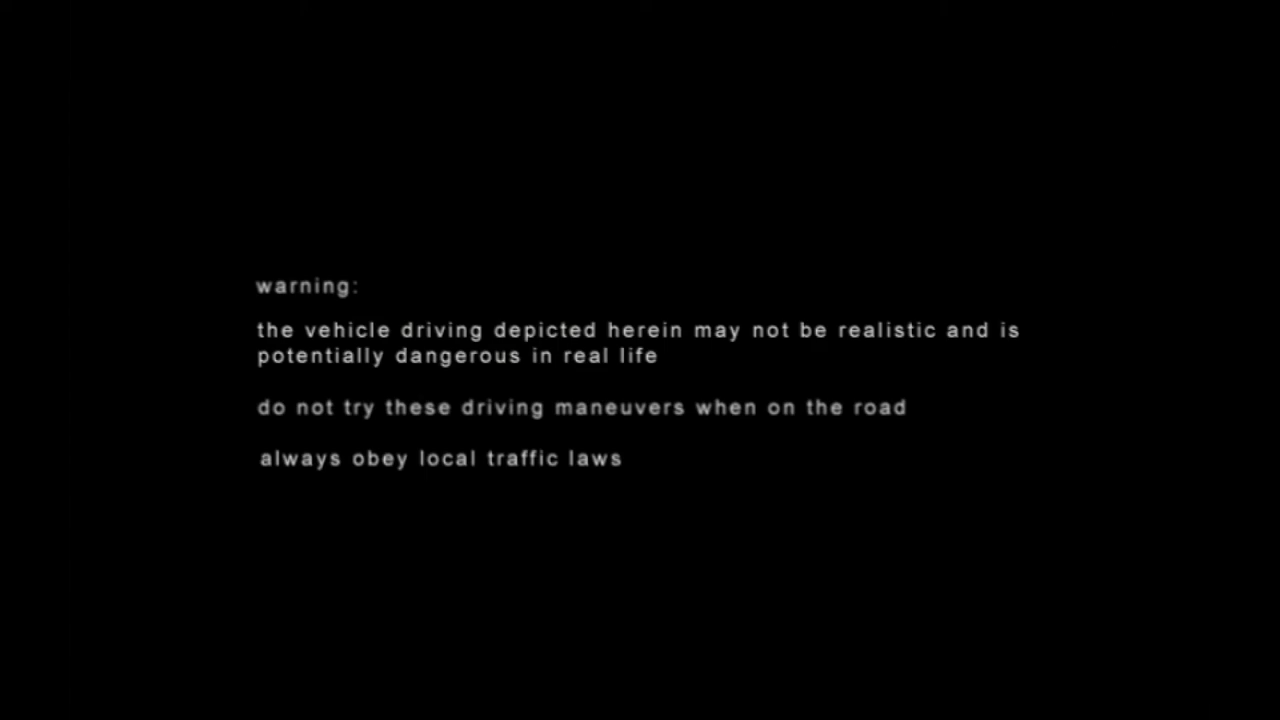 warning:
the vehicle driving depicted herein may not be realistic and is
potentially dangerous in real life
do not try these driving maneuvers when on the road
always obey local traffic laws